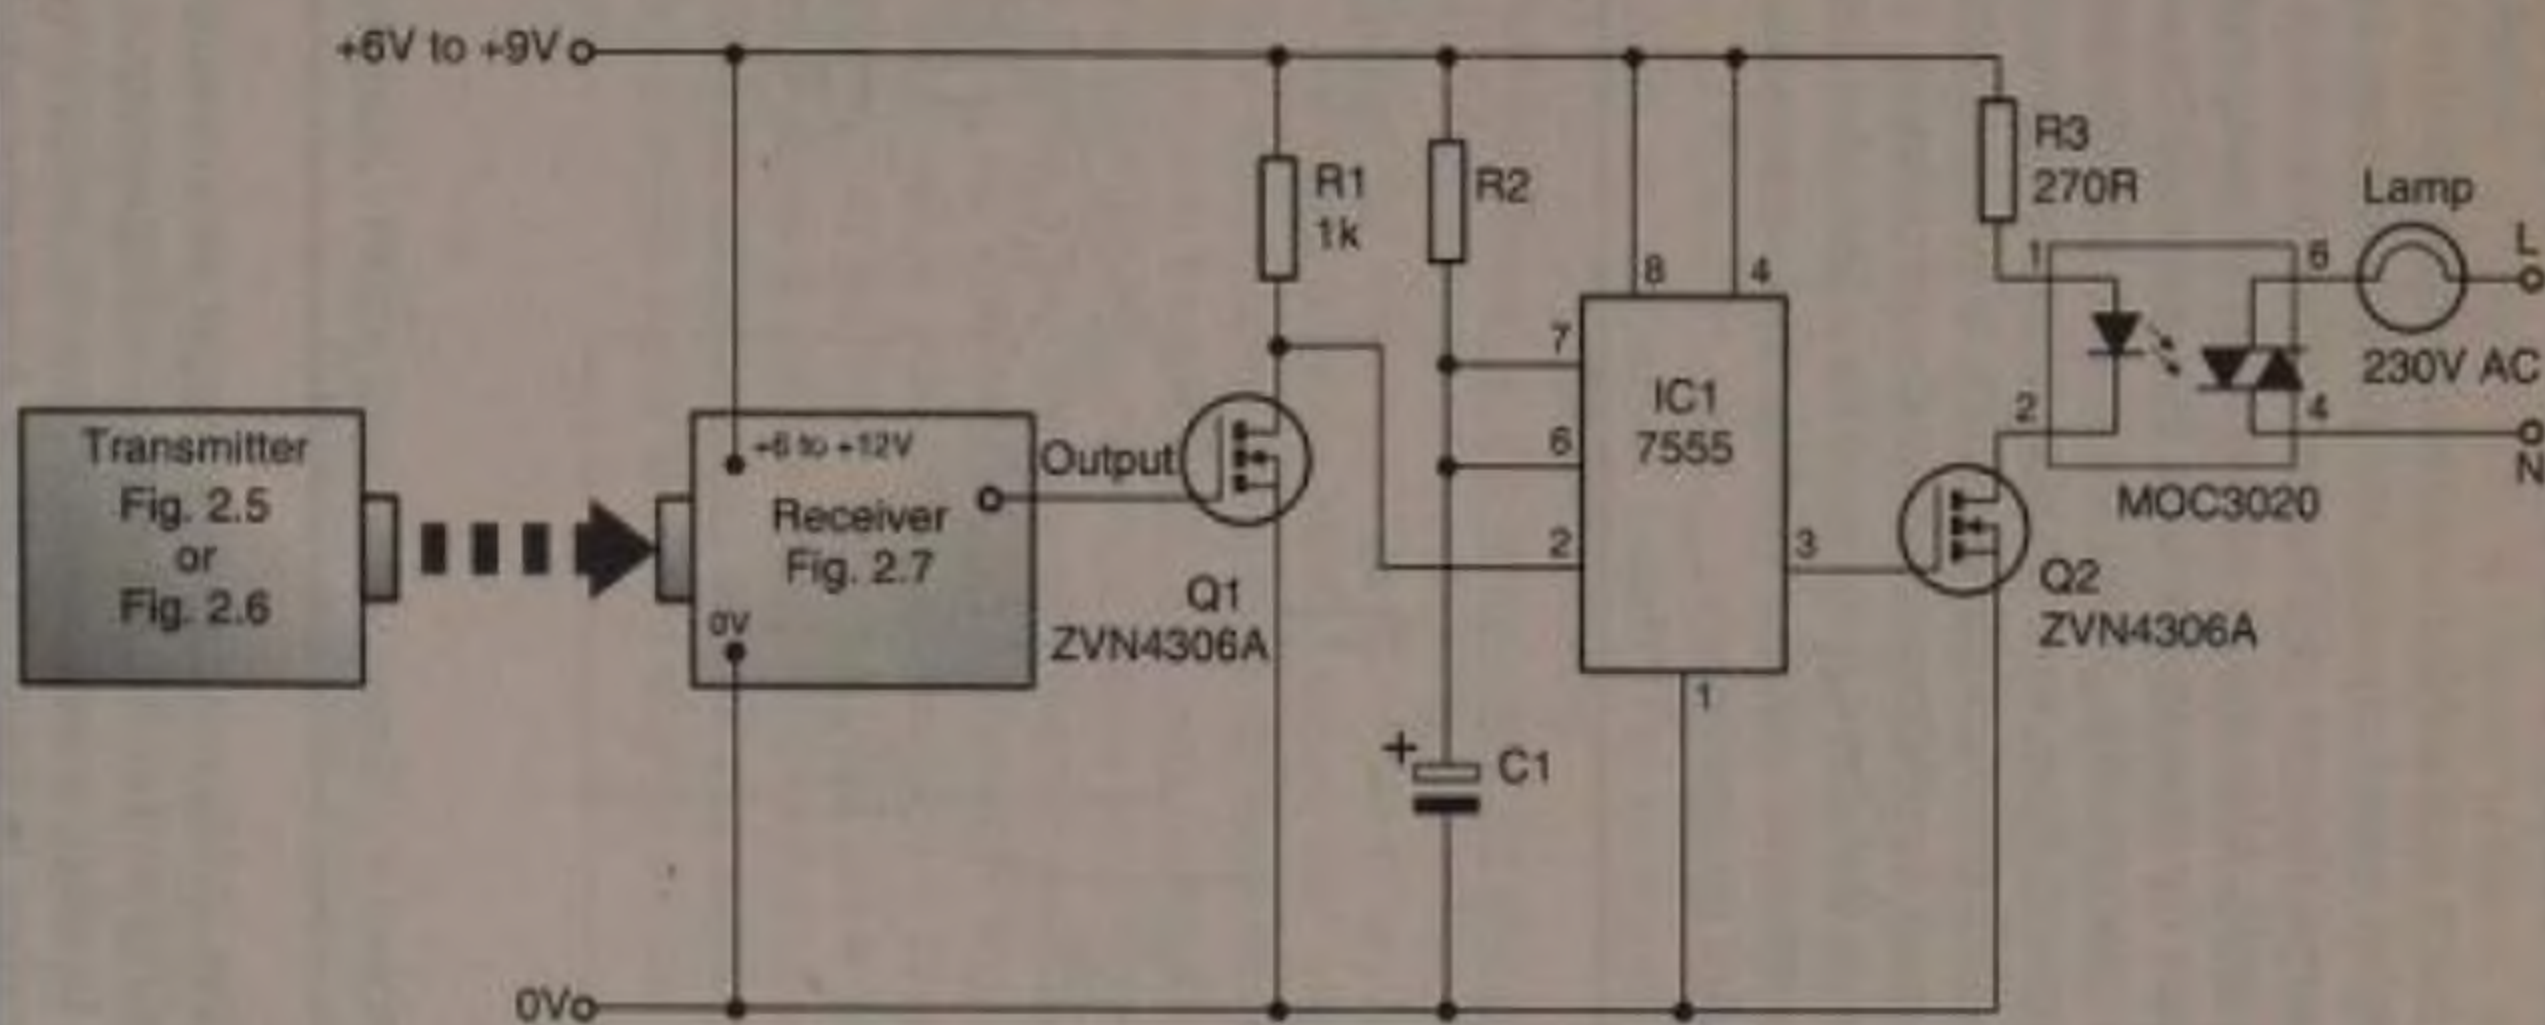 +6V to +9V
R1
1k
R2
R3
270R
Lamp
L
8
4
1
6
7
IC1
7555
230V AC
2
4
Transmitter
Fig. 2.5
or
Fig. 2.6
+6 to +12V
Output
Receiver
Fig. 2.7
0V
6
2
3
N
MOC3020
Q1
ZVN4306A
Q2
ZVN4306A
1
+
C1
0V